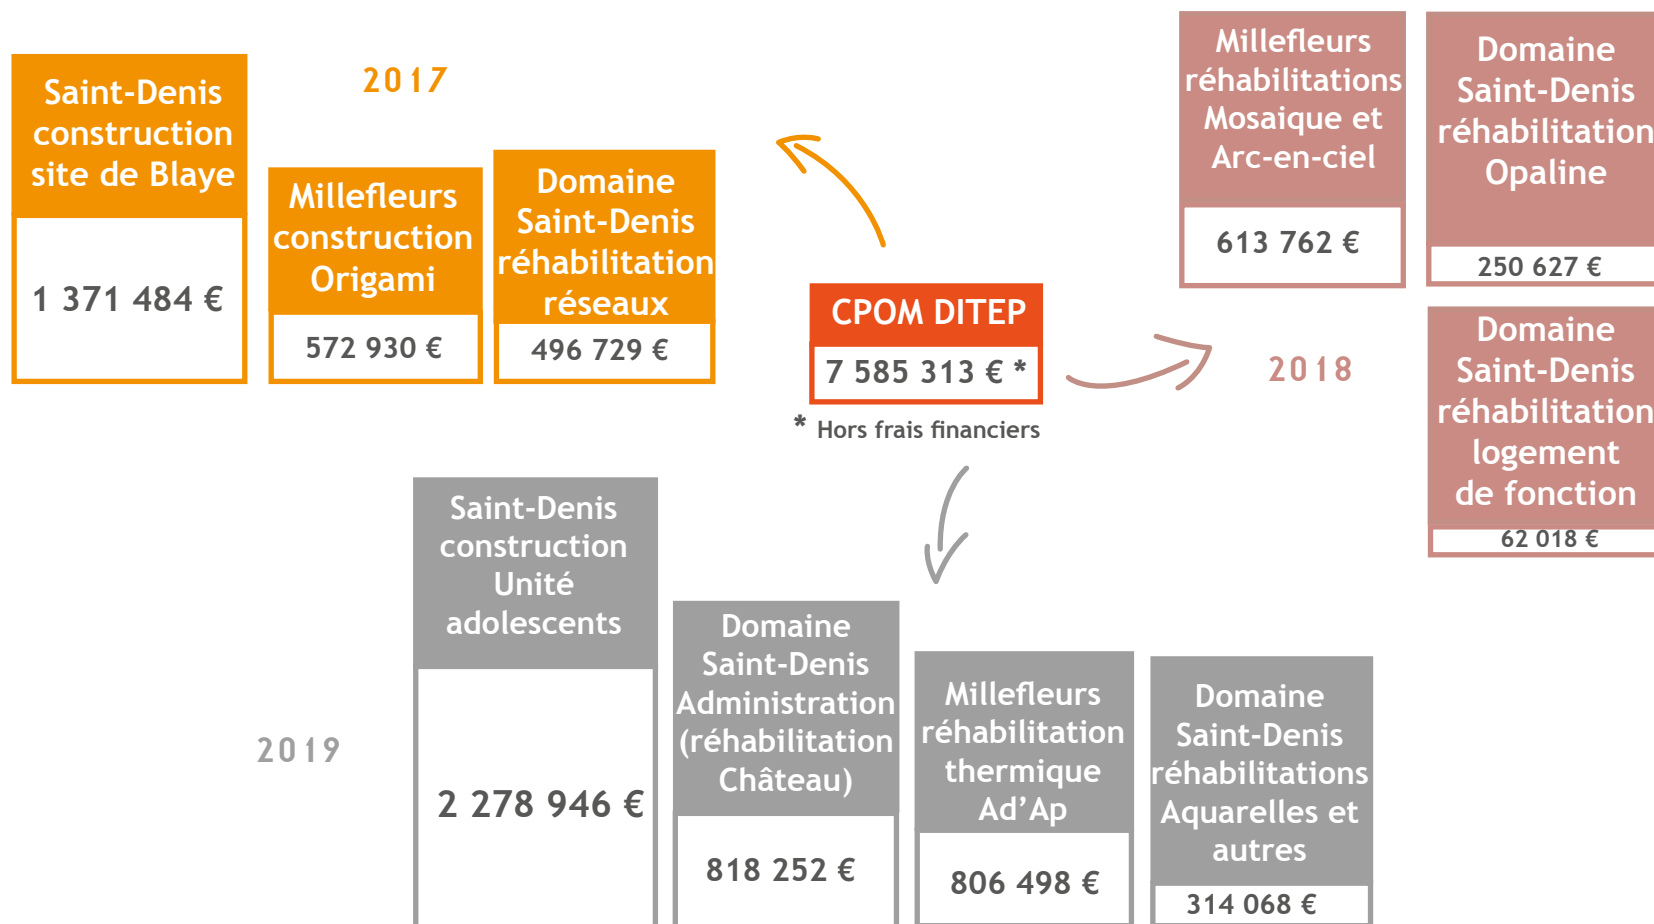 2017
Saint-Denis
construction
site de Blaye
1 371 484 €
Millefleurs
construction
Origami
572 930 €
Domaine
Saint-Denis
réhabilitation
réseaux
496 729 €
CPOM DITEP
7 585 313 € *
* Hors frais financiers
2018
Millefleurs
réhabilitations
Mosaique et
Arc-en-ciel
613 762 €
Domaine
Saint-Denis
réhabilitation
Opaline
250 627 €
Domaine
Saint-Denis
réhabilitation
logement
de fonction
62 018 €
2019
Saint-Denis
construction
Unité
adolescents
2 278 946 €
Domaine
Saint-Denis
Administration
(réhabilitation
Château)
818 252 €
Millefleurs
réhabilitation
thermique
Ad’Ap
806 498 €
Domaine
Saint-Denis
réhabilitations
Aquarelles et
autres
314 068 €